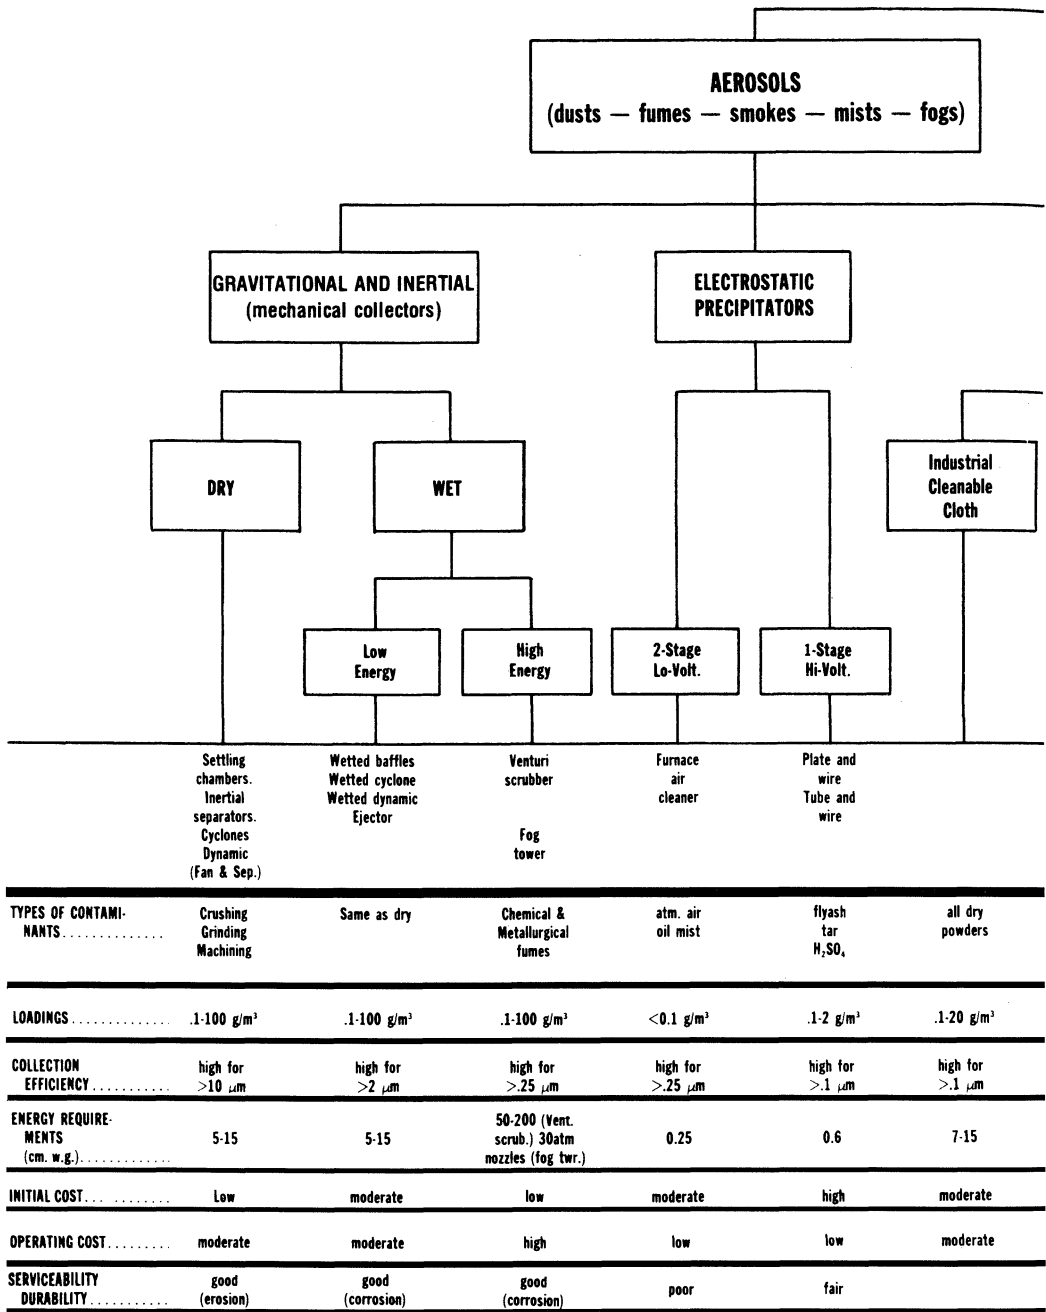 AEROSOLS
(dusts — fumes — smokes — mists — fogs)
GRAVITATIONAL AND INERTIAL
(mechanical collectors)
ELECTROSTATIC
PRECIPITATORS
DRY
WET
Industrial
Cleanable
Cloth
Low
Energy
High
Energy
2-Stage
Lo-Volt.
1-Stage
Hi-Volt.
Settling
chambers.
Inertial
separators.
Cyclones
Dynamic
(Fan & Sep.)
Wetted baffles
Wetted cyclone
Wetted dynamic
Ejector
Venturi
scrubber
Fog
tower
Furnace
air
cleaner
Plate and
wire
Tube and
wire
TYPES OF CONTAMI-
NANTS..............
Crushing
Grinding
Machining
Same as dry
Chemical &
Metallurgical
fumes
atm. air
oil mist
flyash
tar
H₂SO₄
all dry
powders
LOADINGS.............. .1-100 g/m³ .1-100 g/m³ .1-100 g/m³ <0.1 g/m³ .1-2 g/m³ .1-20 g/m³
COLLECTION
EFFICIENCY...........
high for
>10 μm
high for
>2 μm
high for
>.25 μm
high for
>.25 μm
high for
>.1 μm
high for
>.1 μm
ENERGY REQUIRE-
MENTS
(cm. w.g.).............
5-15
5-15
50-200 (Vent.
scrub.) 30atm
nozzles (fog twr.)
0.25
0.6
7-15
INITIAL COST... ......... Low moderate low moderate high moderate
OPERATING COST......... moderate moderate high low low moderate
SERVICEABILITY
DURABILITY...........
good
(erosion)
good
(corrosion)
good
(corrosion)
poor
fair